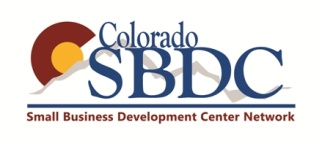 Colorado
SBDC
Small Business Development Center Network